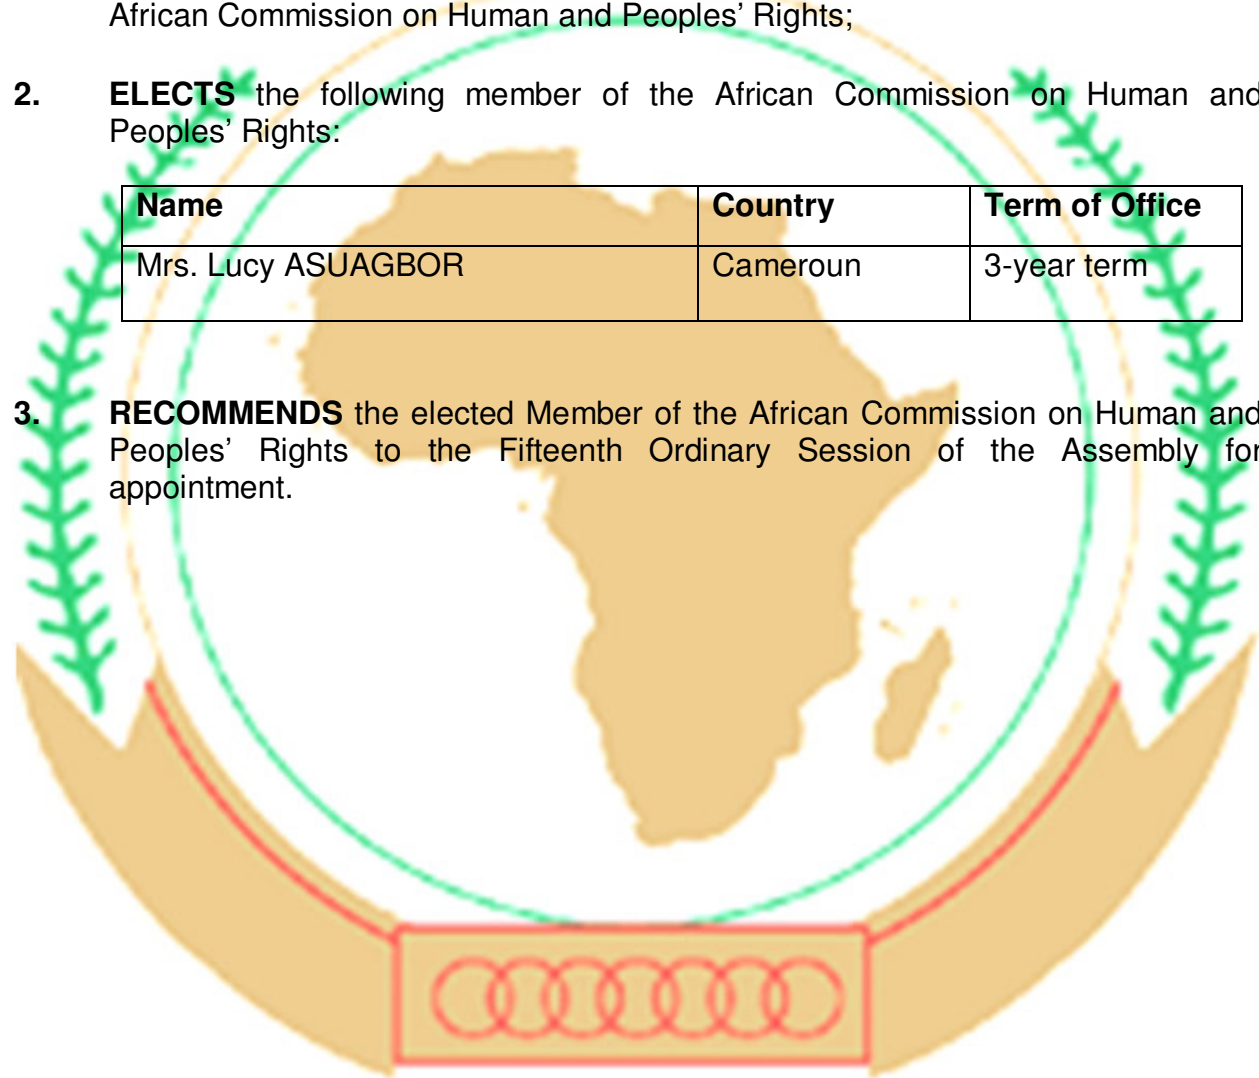 African Commission on Human and Peoples' Rights;
2. ELECTS the following member of the African Commission on Human and
Peoples' Rights:
Name Country Term of Office
Mrs. Lucy ASUAGBOR Cameroun 3-year term
3. RECOMMENDS the elected Member of the African Commission on Human and
Peoples' Rights to the Fifteenth Ordinary Session of the Assembly for
appointment.